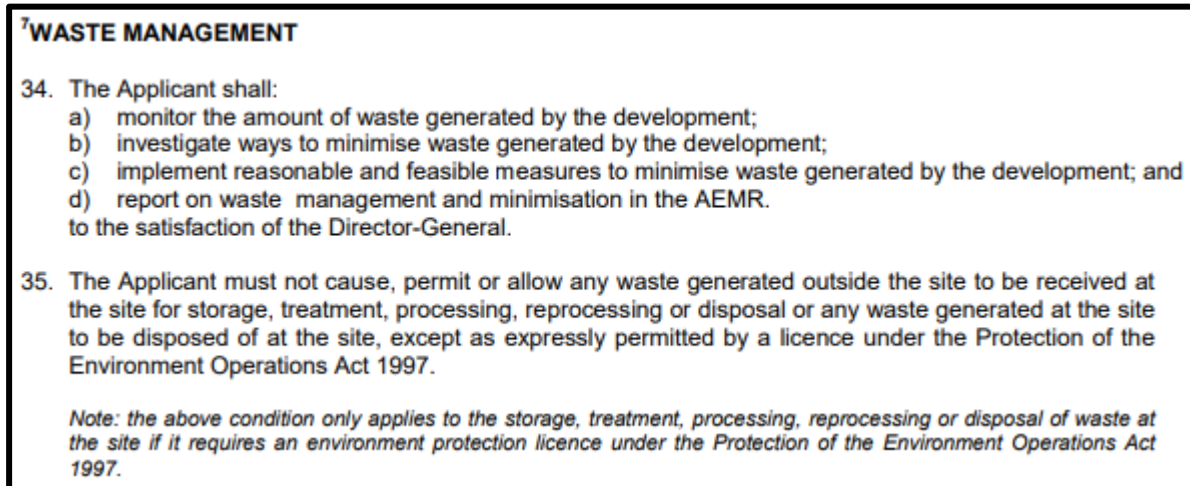 ⁷WASTE MANAGEMENT
34. The Applicant shall:
a) monitor the amount of waste generated by the development;
b) investigate ways to minimise waste generated by the development;
c) implement reasonable and feasible measures to minimise waste generated by the development; and
d) report on waste management and minimisation in the AEMR.
to the satisfaction of the Director-General.
35. The Applicant must not cause, permit or allow any waste generated outside the site to be received at
the site for storage, treatment, processing, reprocessing or disposal or any waste generated at the site
to be disposed of at the site, except as expressly permitted by a licence under the Protection of the
Environment Operations Act 1997.
Note: the above condition only applies to the storage, treatment, processing, reprocessing or disposal of waste at
the site if it requires an environment protection licence under the Protection of the Environment Operations Act
1997.